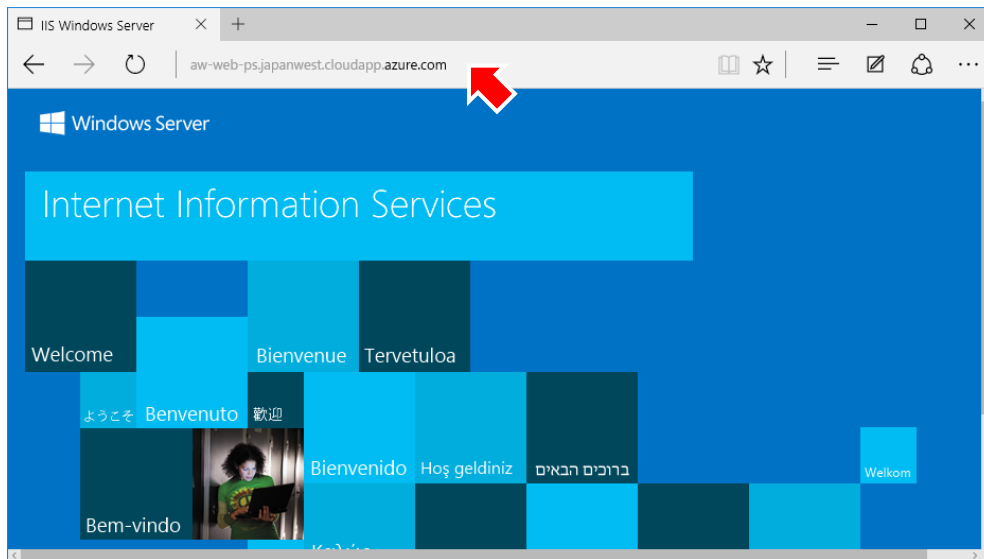 IIS Windows Server
aw-web-ps.japanwest.cloudapp.azure.com
Windows Server
Internet Information Services
Welcome
Bienvenue
Tervetuloa
ようこそ
Benvenuto
歡迎
Bienvenido
Hoş geldiniz
ברוכים הבאים
Welkom
Bem-vindo